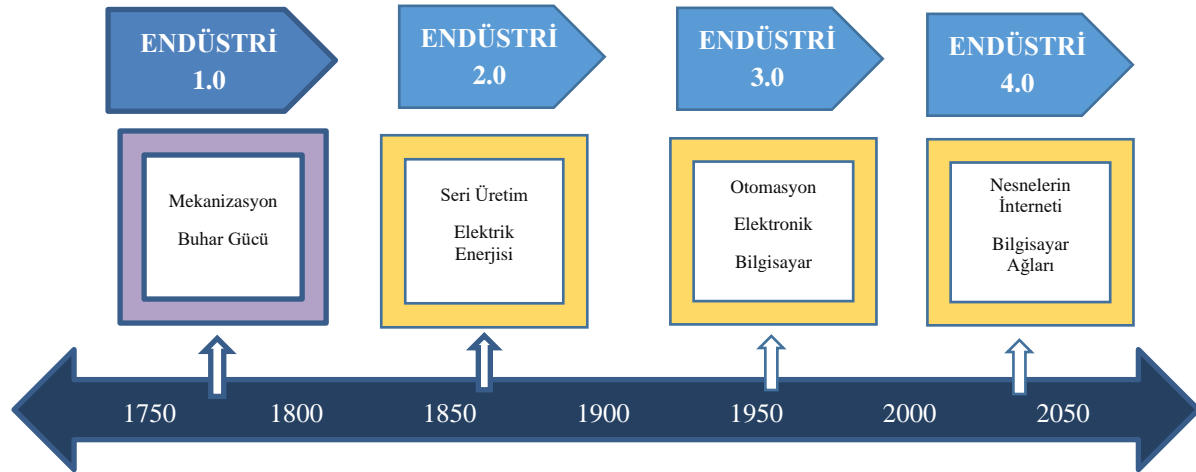 ENDÜSTRİ
1.0
ENDÜSTRİ
2.0
ENDÜSTRİ
3.0
ENDÜSTRİ
4.0
Mekanizasyon
Buhar Gücü
Seri Üretim
Elektrik
Enerjisi
Otomasyon
Elektronik
Bilgisayar
Nesnelerin
İnterneti
Bilgisayar
Ağları
1750 1800 1850 1900 1950 2000 2050